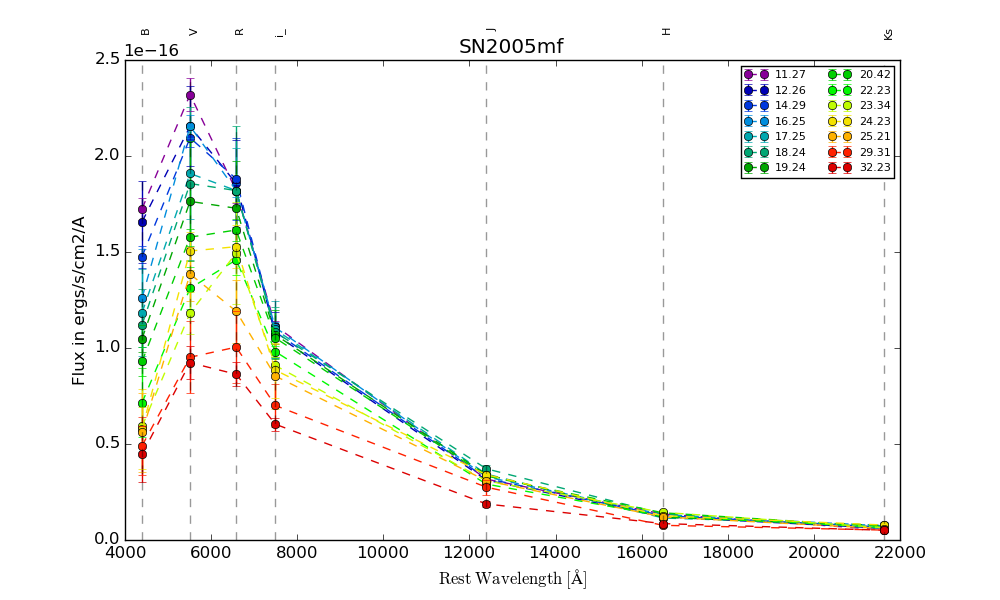 B V R i_ J H Ks
1e−16 SN2005mf
2.5
2.0
1.5
1.0
0.5
0.0
Flux in ergs/s/cm2/A
11.27 20.42
12.26 22.23
14.29 23.34
16.25 24.23
17.25 25.21
18.24 29.31
19.24 32.23
4000 6000 8000 10000 12000 14000 16000 18000 20000 22000
Rest Wavelength [Å]